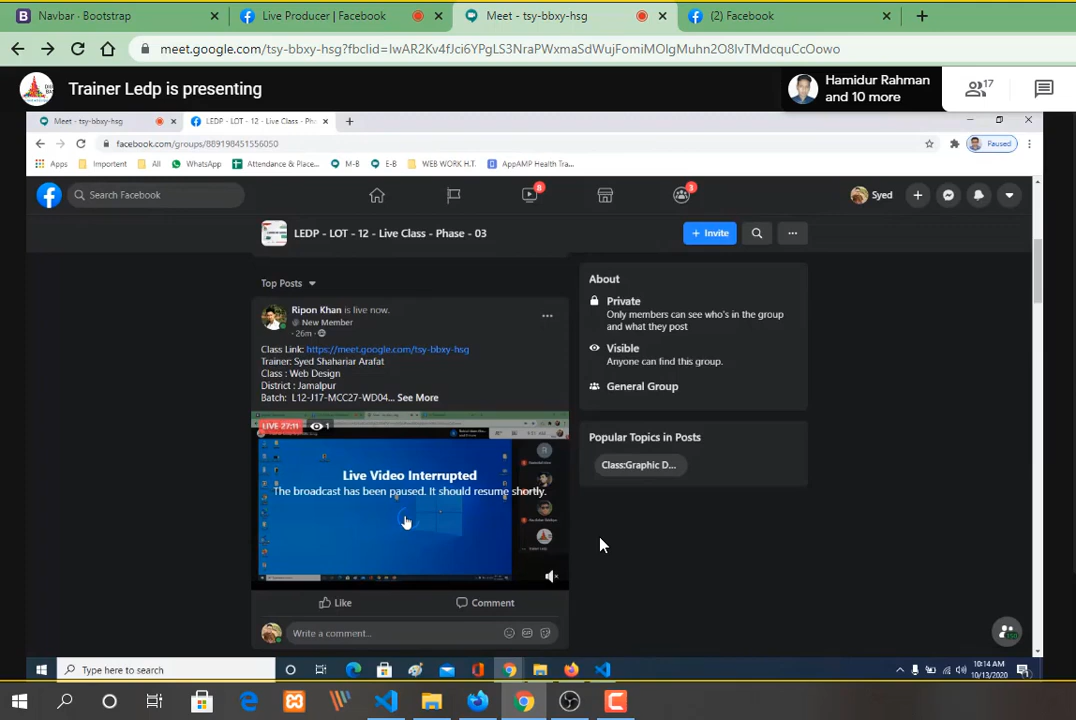 Navbar - Bootstrap
Live Producer | Facebook
Meet - tsy-bbxy-hsg
(2) Facebook
meet.google.com/tsy-bbxy-hsg?fbclid=IwAR2Kv4fJci6YPgLS3NraPWxmaSdWujFomiMOlgMuhn2O8IvTMdcquCcOowo
Trainer Ledp is presenting
Hamidur Rahman
and 10 more
17
Meet - tsy-bbxy-hsg
LEDP - LOT - 12 - Live Class - Pha
facebook.com/groups/889198451556050
Paused
Apps
Importent
All
WhatsApp
Attendance & Place...
M-B
E-B
WEB WORK H.T.
AppAMP Health Tra...
Search Facebook
8
3
Syed
LEDP - LOT - 12 - Live Class - Phase - 03
+ Invite
Top Posts
Ripon Khan is live now.
New Member
26m
Class Link: https://meet.google.com/tsy-bbxy-hsg
Trainer: Syed Shahariar Arafat
Class : Web Design
District : Jamalpur
Batch: L12-J17-MCC27-WD04... See More
LIVE 27:11
1
Live Video Interrupted
The broadcast has been paused. It should resume shortly.
Like
Comment
Write a comment...
About
Private
Only members can see who's in the group
and what they post
Visible
Anyone can find this group.
General Group
Popular Topics in Posts
Class:Graphic D...
Type here to search
10:14 AM
10/13/2020